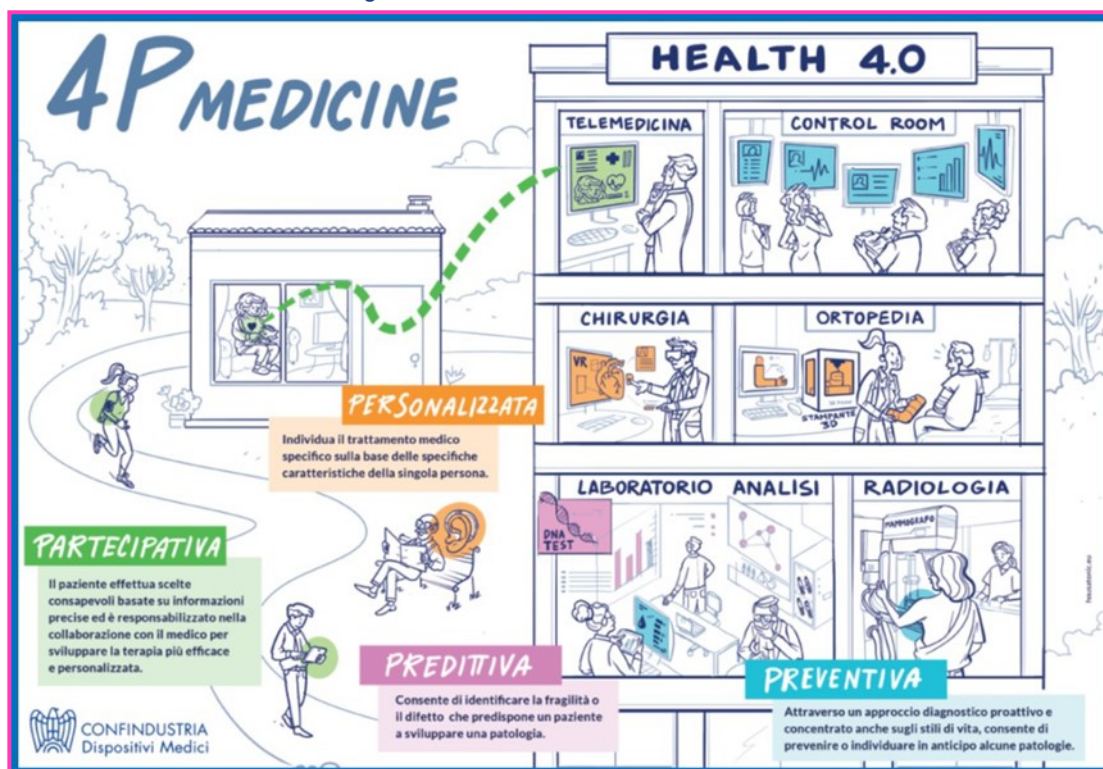 4P MEDICINE
HEALTH 4.0
TELEMEDICINA
CONTROL ROOM
CHIRURGIA
ORTOPEDIA
VR
STAMPANTE
3D
PERSONALIZZATA
Individua il trattamento medico
specifico sulla base delle specifiche
caratteristiche della singola persona.
LABORATORIO ANALISI
RADIOLOGIA
DNA
TEST
MAMMOGRAFO
PARTECIPATIVA
Il paziente effettua scelte
consapevoli basate su informazioni
precise ed è responsabilizzato nella
collaborazione con il medico per
sviluppare la terapia più efficace
e personalizzata.
PREDITTIVA
Consente di identificare la fragilità o
il difetto che predispone un paziente
a sviluppare una patologia.
PREVENTIVA
Attraverso un approccio diagnostico proattivo e
concentrato anche sugli stili di vita, consente di
prevenire o individuare in anticipo alcune patologie.
CONFINDUSTRIA
Dispositivi Medici